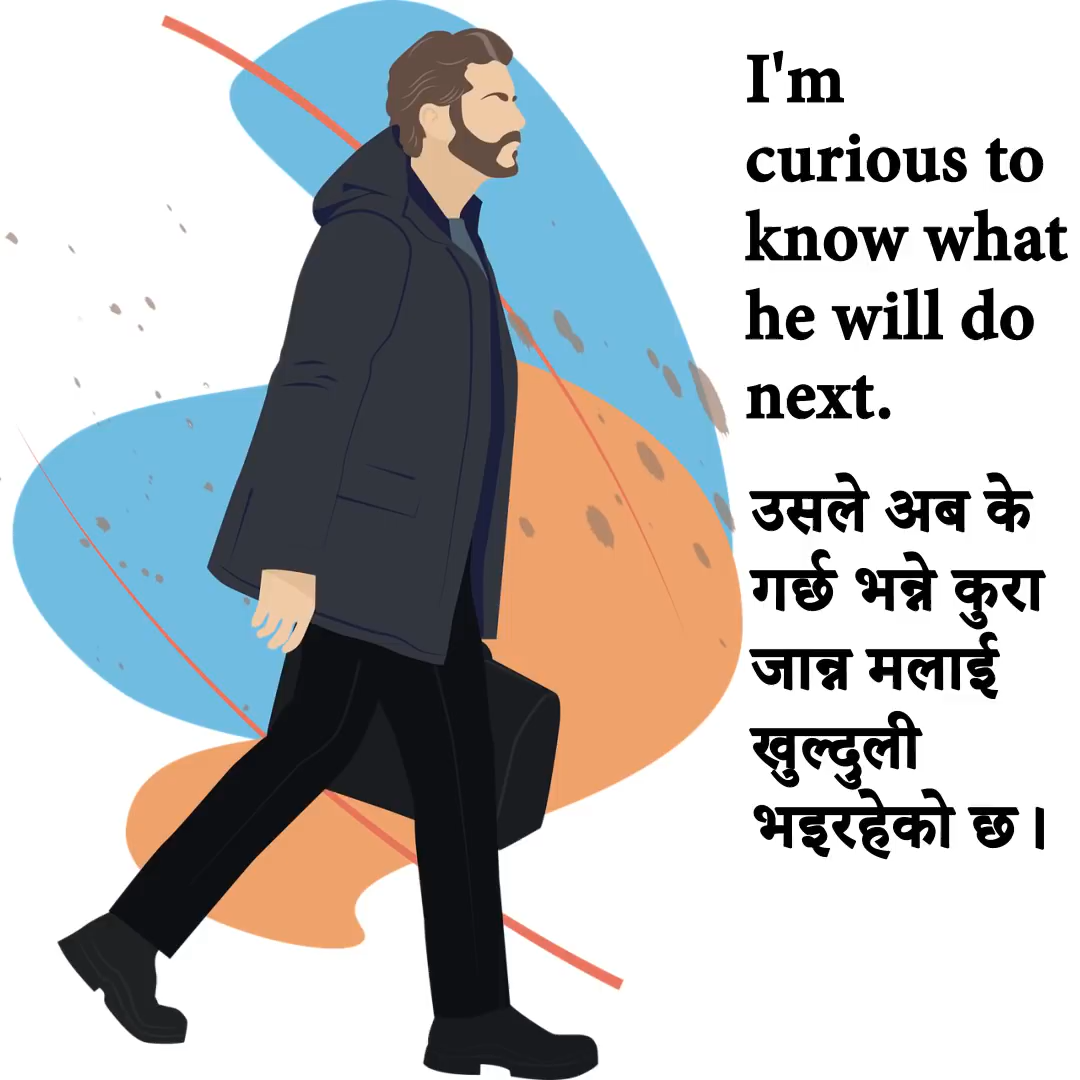 I'm
curious to
know what
he will do
next.
उसले अब के
गर्छ भन्ने कुरा
जान्न मलाई
खुल्दुली
भइरहेको छ।